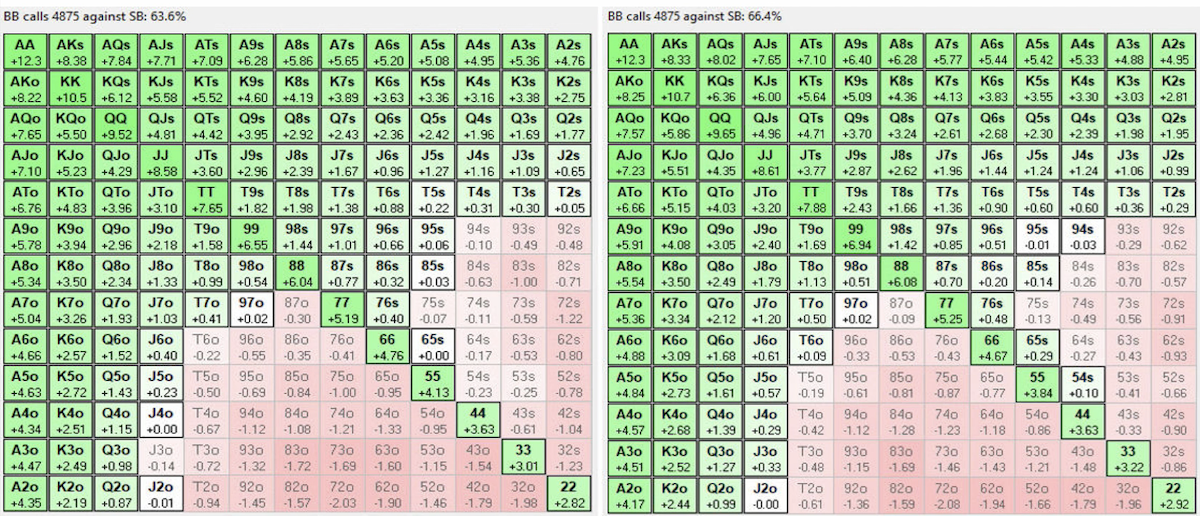 BB calls 4875 against SB: 63.6%
AA AKs AQs AJs ATs A9s A8s A7s A6s A5s A4s A3s A2s
+12.3 +8.38 +7.84 +7.71 +7.09 +6.28 +5.86 +5.65 +5.20 +5.08 +4.95 +5.36 +4.76
AKo KK KQs KJs KTs K9s K8s K7s K6s K5s K4s K3s K2s
+8.22 +10.5 +6.12 +5.58 +5.52 +4.60 +4.19 +3.89 +3.63 +3.36 +3.16 +3.38 +2.75
AQo KQo QQ QJs QTs Q9s Q8s Q7s Q6s Q5s Q4s Q3s Q2s
+7.65 +5.50 +9.52 +4.81 +4.42 +3.95 +2.92 +2.43 +2.36 +2.42 +1.96 +1.69 +1.77
AJo KJo QJo JJ JTs J9s J8s J7s J6s J5s J4s J3s J2s
+7.10 +5.23 +4.29 +8.58 +3.60 +2.96 +2.39 +1.67 +0.96 +1.27 +1.16 +1.09 +0.65
ATo KTo QTo JTo TT T9s T8s T7s T6s T5s T4s T3s T2s
+6.76 +4.83 +3.96 +3.10 +7.65 +1.82 +1.98 +1.38 +0.88 +0.22 +0.31 +0.30 +0.05
A9o K9o Q9o J9o T9o 99 98s 97s 96s 95s 94s 93s 92s
+5.78 +3.94 +2.96 +2.18 +1.58 +6.55 +1.44 +1.01 +0.66 +0.06 -0.10 -0.49 -0.48
A8o K8o Q8o J8o T8o 98o 88 87s 86s 85s 84s 83s 82s
+5.34 +3.50 +2.34 +1.33 +0.99 +0.54 +6.04 +0.77 +0.32 +0.03 -0.63 -1.00 -0.71
A7o K7o Q7o J7o T7o 97o 87o 77 76s 75s 74s 73s 72s
+5.04 +3.26 +1.93 +1.03 +0.41 +0.02 -0.30 +5.19 +0.40 -0.07 -0.11 -0.59 -1.22
A6o K6o Q6o J6o T6o 96o 86o 76o 66 65s 64s 63s 62s
+4.66 +2.57 +1.52 +0.40 -0.22 -0.55 -0.35 -0.41 +4.76 +0.00 -0.17 -0.53 -0.80
A5o K5o Q5o J5o T5o 95o 85o 75o 65o 55 54s 53s 52s
+4.63 +2.72 +1.43 +0.23 -0.50 -0.69 -0.84 -1.00 -0.95 +4.13 -0.23 -0.25 -0.78
A4o K4o Q4o J4o T4o 94o 84o 74o 64o 54o 44 43s 42s
+4.34 +2.51 +1.15 +0.00 -0.67 -1.12 -1.08 -1.21 -1.33 -0.95 +3.63 -0.61 -1.04
A3o K3o Q3o J3o T3o 93o 83o 73o 63o 53o 43o 33 32s
+4.47 +2.49 +0.98 -0.14 -0.72 -1.32 -1.72 -1.69 -1.60 -1.15 -1.54 +3.01 -1.23
A2o K2o Q2o J2o T2o 92o 82o 72o 62o 52o 42o 32o 22
+4.35 +2.19 +0.87 -0.01 -0.94 -1.45 -1.57 -2.03 -1.90 -1.46 -1.79 -1.98 +2.82
BB calls 4875 against SB: 66.4%
AA AKs AQs AJs ATs A9s A8s A7s A6s A5s A4s A3s A2s
+12.3 +8.33 +8.02 +7.65 +7.10 +6.40 +6.28 +5.77 +5.44 +5.42 +5.33 +4.88 +4.95
AKo KK KQs KJs KTs K9s K8s K7s K6s K5s K4s K3s K2s
+8.25 +10.7 +6.36 +6.00 +5.64 +5.09 +4.36 +4.13 +3.83 +3.55 +3.30 +3.03 +2.81
AQo KQo QQ QJs QTs Q9s Q8s Q7s Q6s Q5s Q4s Q3s Q2s
+7.57 +5.86 +9.65 +4.96 +4.71 +3.70 +3.24 +2.61 +2.68 +2.30 +2.39 +1.98 +1.95
AJo KJo QJo JJ JTs J9s J8s J7s J6s J5s J4s J3s J2s
+7.23 +5.51 +4.35 +8.61 +3.77 +2.87 +2.62 +1.96 +1.44 +1.24 +1.24 +1.06 +0.99
ATo KTo QTo JTo TT T9s T8s T7s T6s T5s T4s T3s T2s
+6.66 +5.15 +4.03 +3.20 +7.88 +2.43 +1.66 +1.36 +0.90 +0.60 +0.60 +0.36 +0.29
A9o K9o Q9o J9o T9o 99 98s 97s 96s 95s 94s 93s 92s
+5.91 +4.08 +3.05 +2.40 +1.69 +6.94 +1.42 +0.85 +0.51 -0.01 -0.03 -0.29 -0.62
A8o K8o Q8o J8o T8o 98o 88 87s 86s 85s 84s 83s 82s
+5.54 +3.50 +2.49 +1.79 +1.13 +0.51 +6.08 +0.70 +0.20 +0.14 -0.26 -0.70 -0.57
A7o K7o Q7o J7o T7o 97o 87o 77 76s 75s 74s 73s 72s
+5.36 +3.34 +2.12 +1.20 +0.50 +0.02 -0.09 +5.25 +0.48 -0.13 -0.49 -0.56 -0.91
A6o K6o Q6o J6o T6o 96o 86o 76o 66 65s 64s 63s 62s
+4.88 +3.09 +1.68 +0.61 +0.09 -0.33 -0.53 -0.43 +4.67 +0.29 -0.27 -0.43 -0.93
A5o K5o Q5o J5o T5o 95o 85o 75o 65o 55 54s 53s 52s
+4.84 +2.73 +1.61 +0.57 -0.19 -0.61 -0.81 -0.87 -0.77 +3.84 +0.10 -0.41 -0.66
A4o K4o Q4o J4o T4o 94o 84o 74o 64o 54o 44 43s 42s
+4.57 +2.68 +1.39 +0.29 -0.42 -1.12 -1.28 -1.23 -1.18 -0.86 +3.63 -0.33 -0.90
A3o K3o Q3o J3o T3o 93o 83o 73o 63o 53o 43o 33 32s
+4.51 +2.52 +1.27 +0.33 -0.48 -1.15 -1.69 -1.46 -1.43 -1.21 -1.48 +3.22 -0.86
A2o K2o Q2o J2o T2o 92o 82o 72o 62o 52o 42o 32o 22
+4.17 +2.44 +0.99 -0.00 -0.61 -1.36 -1.59 -2.08 -1.94 -1.66 -1.79 -1.96 +2.92